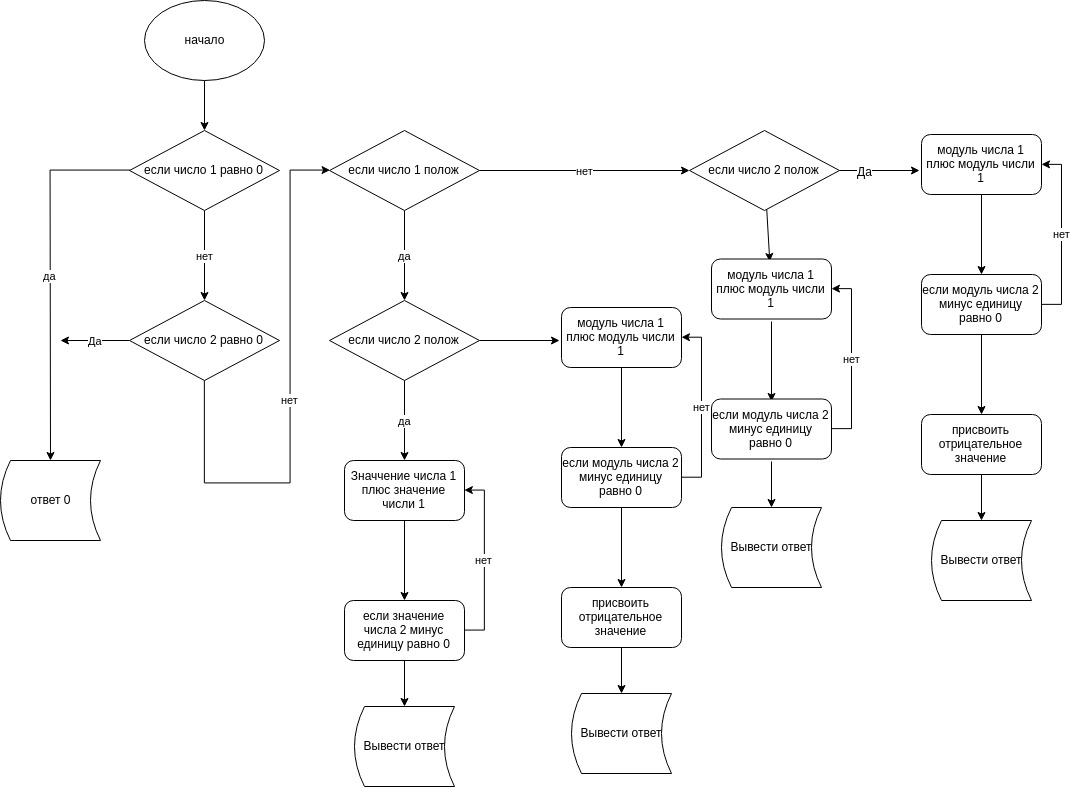 начало
если число 1 равно 0
да
нет
если число 2 равно 0
Да
нет
ответ 0
если число 1 полож
нет
да
если число 2 полож
да
Значчение числа 1
плюс значение
числи 1
нет
если значение
числа 2 минус
единицу равно 0
Вывести ответ
модуль числа 1
плюс модуль числи
1
нет
если модуль числа 2
минус единицу
равно 0
присвоить
отрицательное
значение
Вывести ответ
если число 2 полож
Да
модуль числа 1
плюс модуль числи
1
нет
если модуль числа 2
минус единицу
равно 0
Вывести ответ
модуль числа 1
плюс модуль числи
1
нет
если модуль числа 2
минус единицу
равно 0
присвоить
отрицательное
значение
Вывести ответ